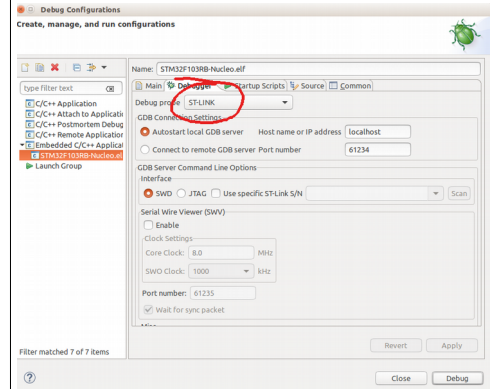 Debug Configurations
Create, manage, and run configurations
Name: STM32F103RB-Nucleo.elf
type filter text
C/C++ Application
C/C++ Attach to Applicati
C/C++ Postmortem Debug
C/C++ Remote Application
Embedded C/C++ Applicat
STM32F103RB-Nucleo.el
Launch Group
Filter matched 7 of 7 items
Main Debugger Startup Scripts Source Common
Debug probe ST-LINK
GDB Connection Settings
Autostart local GDB server Host name or IP address localhost
Connect to remote GDB server Port number 61234
GDB Server Command Line Options
Interface
SWD JTAG Use specific ST-Link S/N Scan
Serial Wire Viewer (SWV)
Enable
Clock Settings
Core Clock: 8.0 MHz
SWO Clock: 1000 kHz
Port number: 61235
Wait for sync packet
Revert Apply
Close Debug